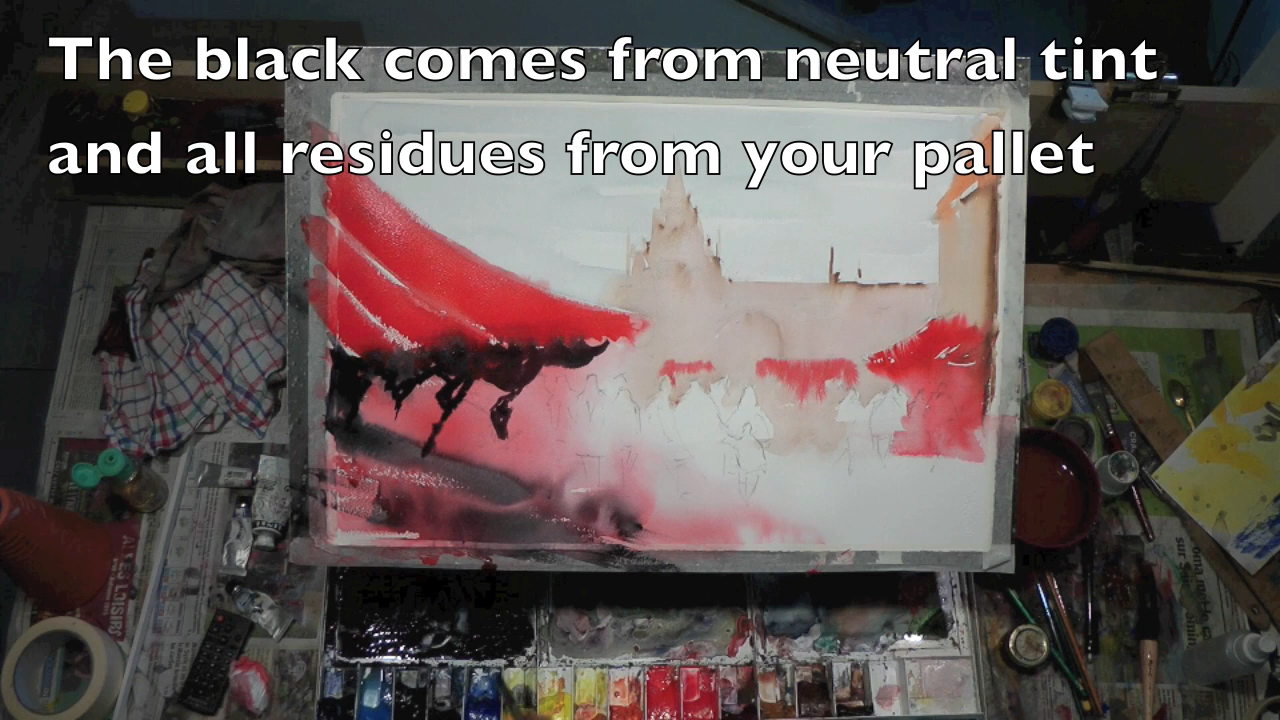 The black comes from neutral tint
and all residues from your pallet